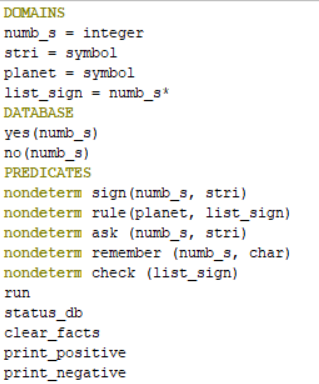 DOMAINS
numb_s = integer
stri = symbol
planet = symbol
list_sign = numb_s*
DATABASE
yes(numb_s)
no(numb_s)
PREDICATES
nondeterm sign(numb_s, stri)
nondeterm rule(planet, list_sign)
nondeterm ask (numb_s, stri)
nondeterm remember (numb_s, char)
nondeterm check (list_sign)
run
status_db
clear_facts
print_positive
print_negative